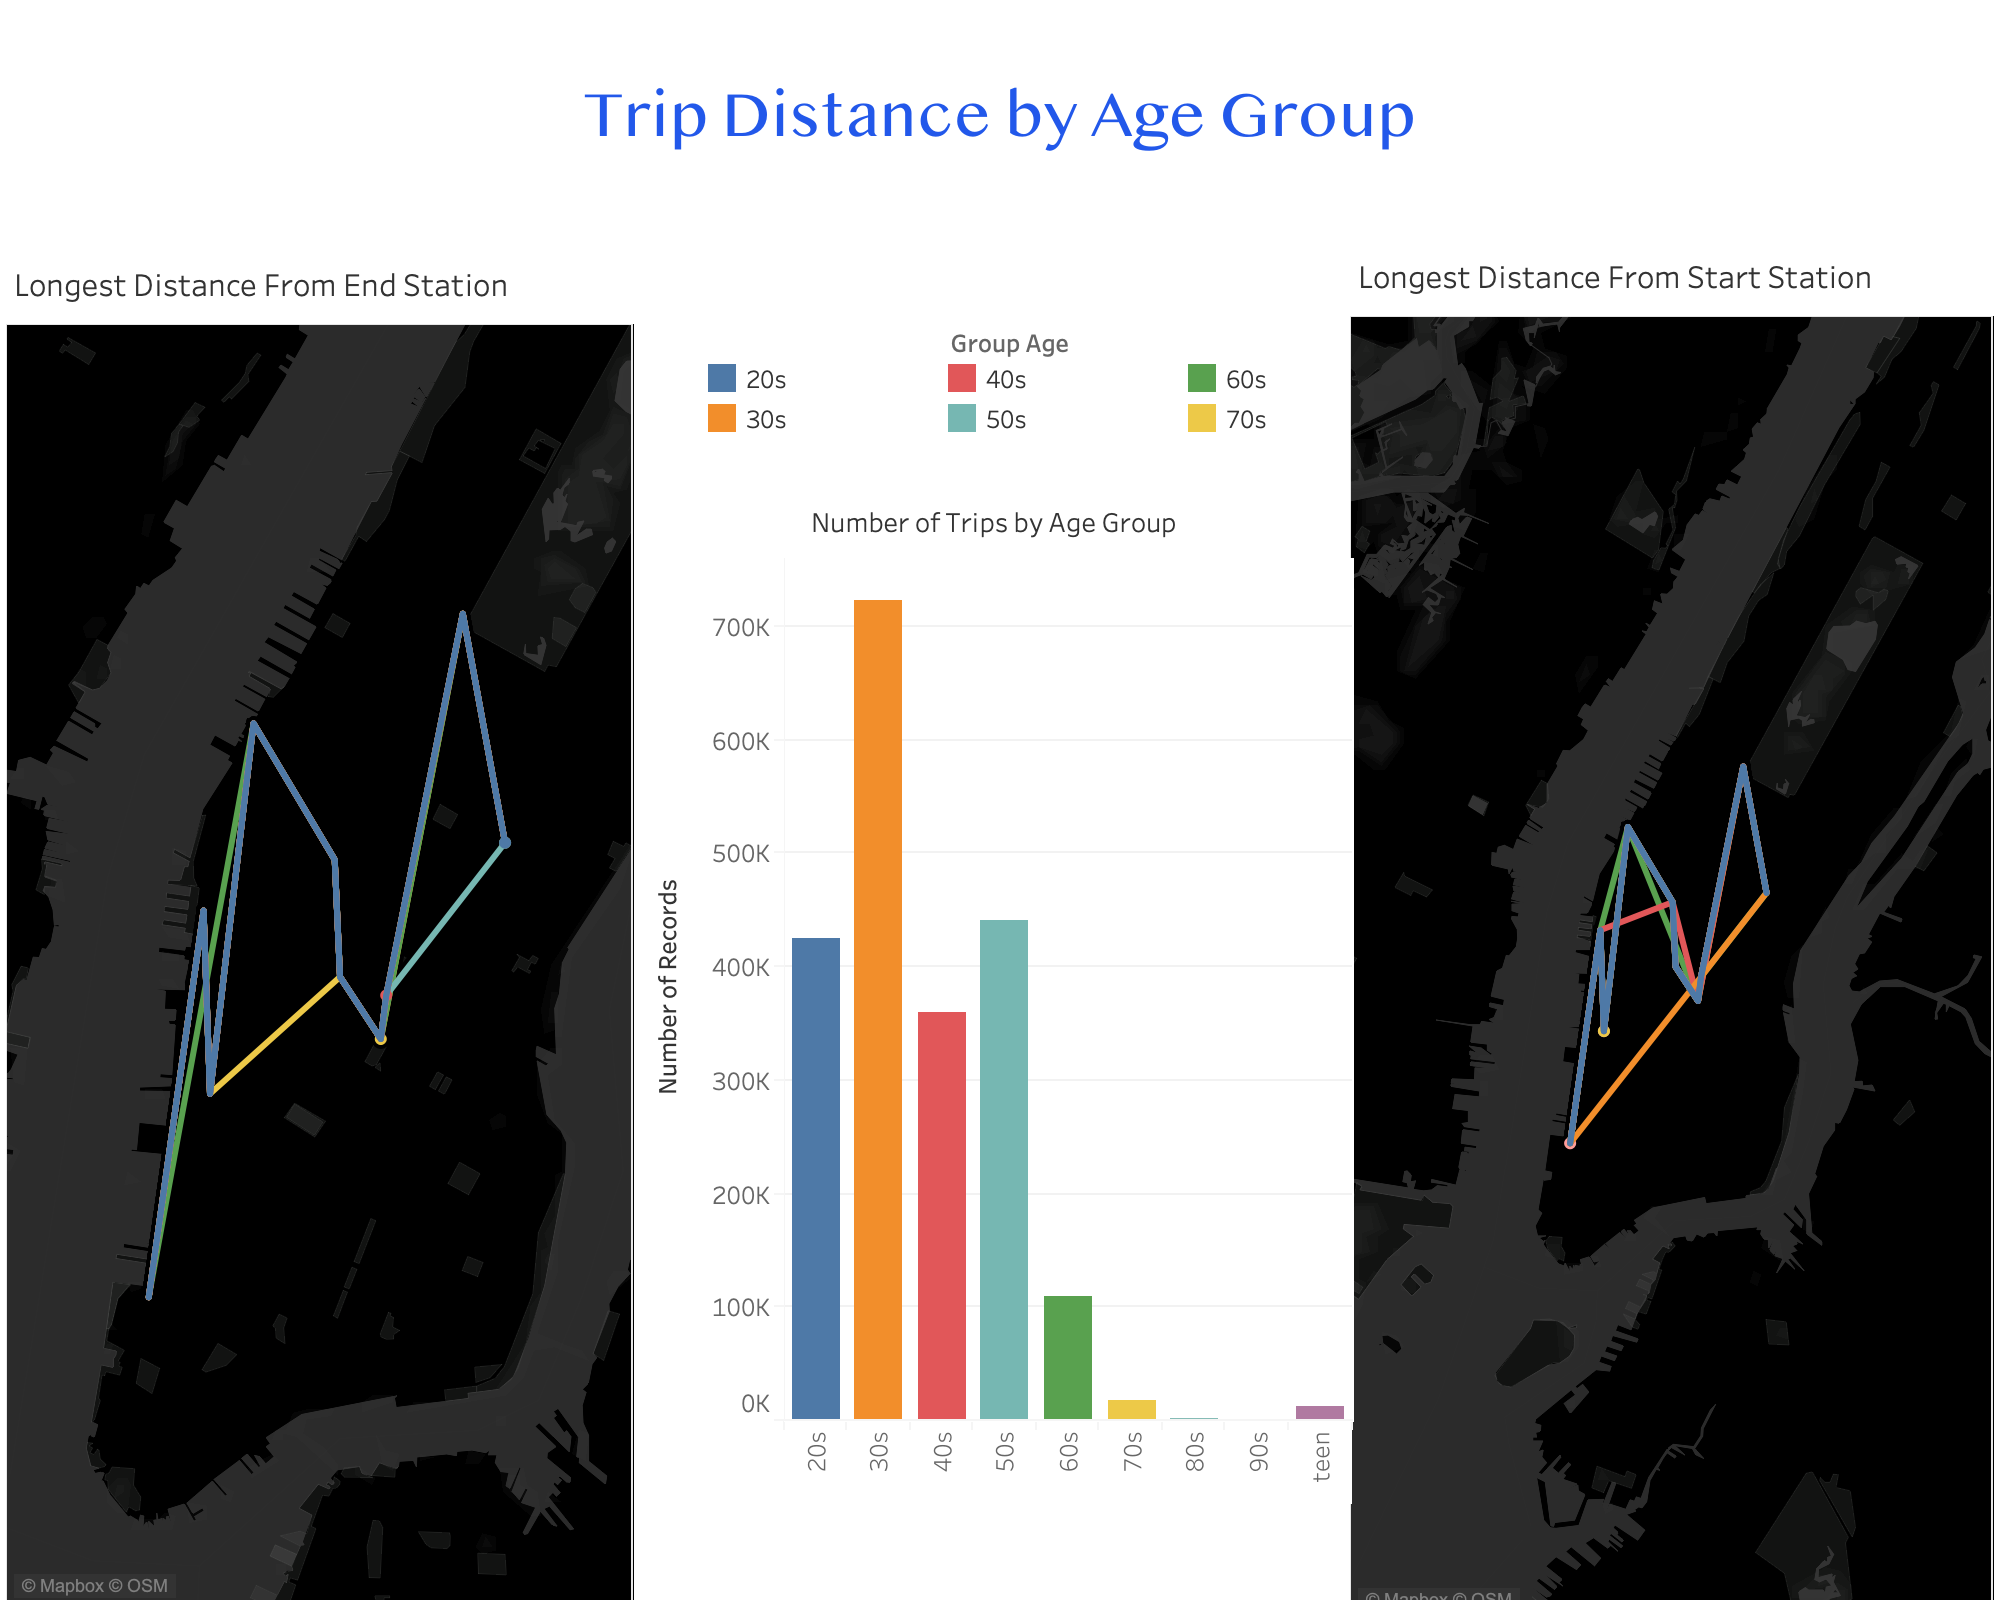 Trip Distance by Age Group
Longest Distance From End Station
Longest Distance From Start Station
Group Age
20s
40s
60s
30s
50s
70s
Number of Trips by Age Group
Number of Records
700K
600K
500K
400K
300K
200K
100K
0K
20s
30s
40s
50s
60s
70s
80s
90s
teen
© Mapbox © OSM
© Mapbox © OSM